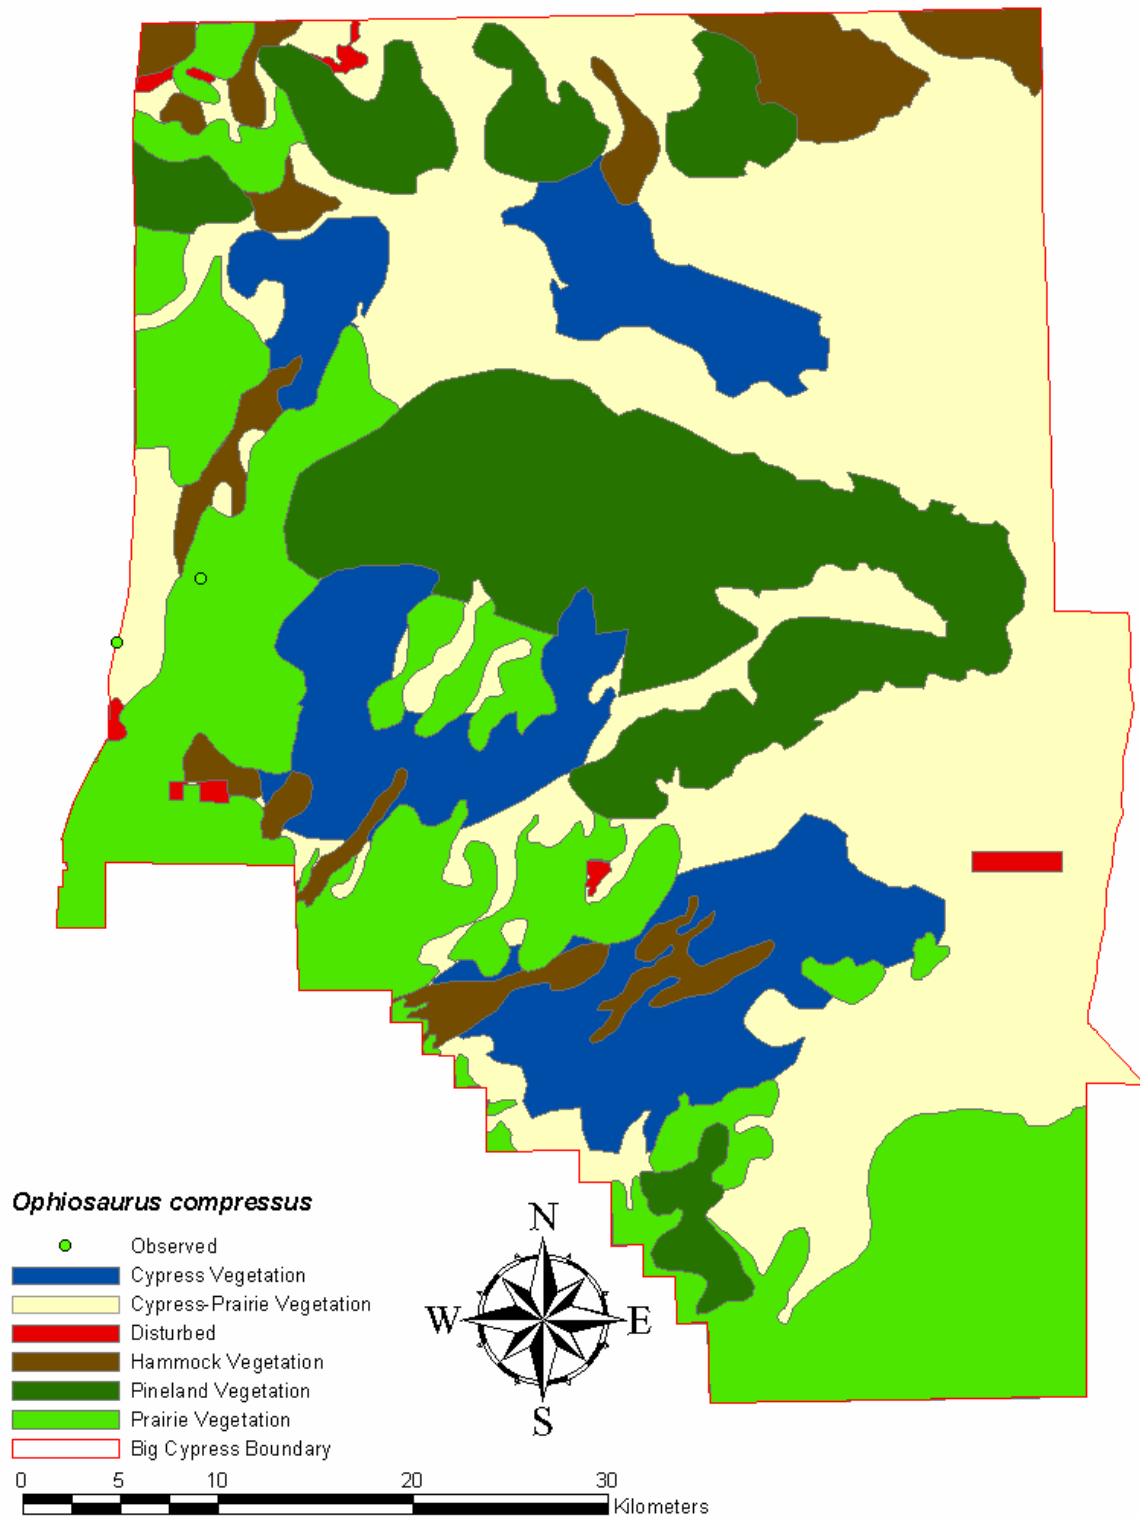 Ophiosaurus compressus
Observed
Cypress Vegetation
Cypress-Prairie Vegetation
Disturbed
Hammock Vegetation
Pineland Vegetation
Prairie Vegetation
Big Cypress Boundary
N
W E
S
0 5 10 20 30
Kilometers